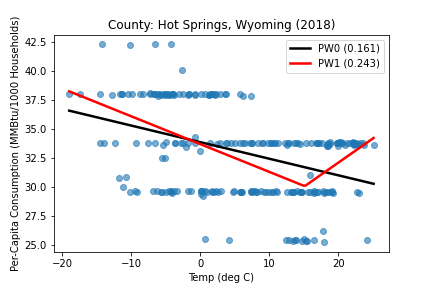 County: Hot Springs, Wyoming (2018)
PW0 (0.161)
PW1 (0.243)
Per-Capita Consumption (MMBtu/1000 Households)
42.5
40.0
37.5
35.0
32.5
30.0
27.5
25.0
−20
−10
0
10
20
Temp (deg C)